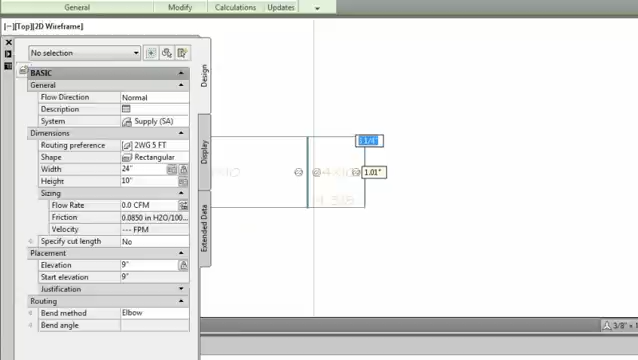 General
Modify
Calculations
Updates
[−][Top][2D Wireframe]
No selection
BASIC
General
Flow Direction Normal
Description
System Supply (SA)
Dimensions
Routing preference 2WG 5 FT
Shape Rectangular
Width 24"
Height 10"
Sizing
Flow Rate 0.0 CFM
Friction 0.0850 in H2O/100...
Velocity --- FPM
Specify cut length No
Placement
Elevation 9"
Start elevation 9"
Justification
Routing
Bend method Elbow
Bend angle
Design
Display
Extended Data
1.01"